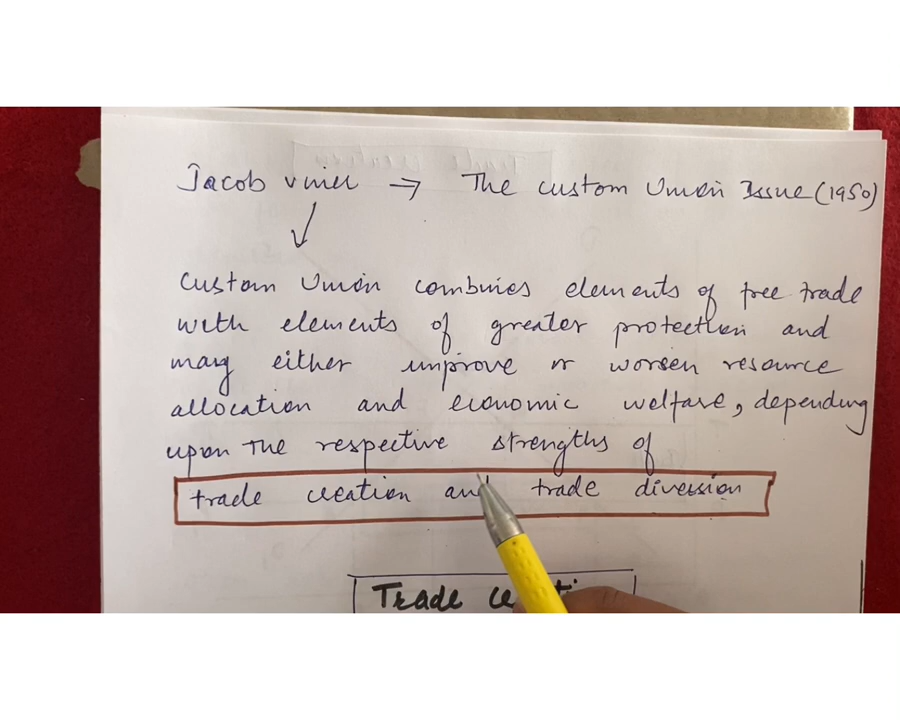 Jacob Viner → The Custom Union Issue (1950)
Custom Union combines elements of free trade
with elements of greater protection and
may either improve or worsen resource
allocation and economic welfare, depending
upon the respective strengths of
trade creation and trade diversion
Trade